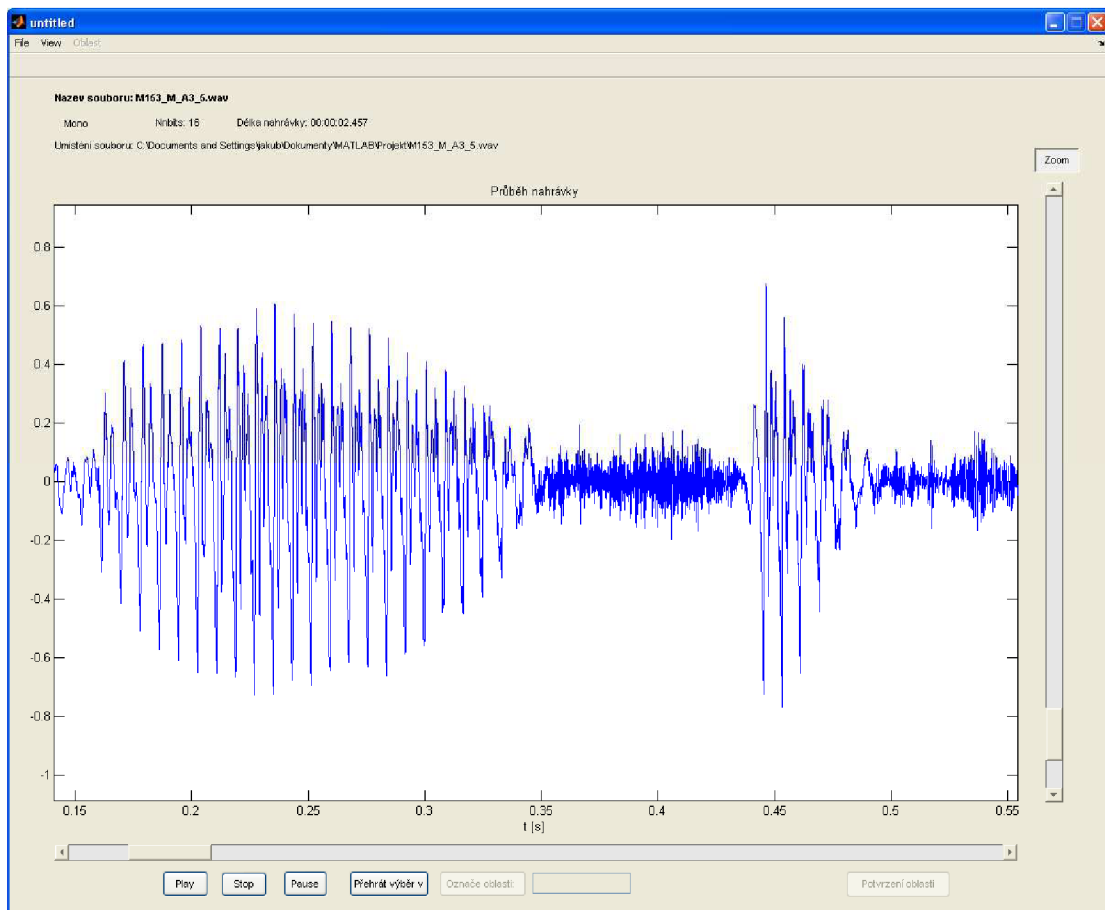 untitled
File View Oblast
Nazev souboru: M153_M_A3_5.wav
Mono Nnbits: 16 Délka nahrávky: 00:00:02.457
Umístění souboru: C:\Documents and Settings\jakub\Dokumenty\MATLAB\Projekt\M153_M_A3_5.wav
Zoom
Průběh nahrávky
0.8
0.6
0.4
0.2
0
-0.2
-0.4
-0.6
-0.8
-1
0.15 0.2 0.25 0.3 0.35 0.4 0.45 0.5 0.55
t [s]
Play Stop Pause Přehrát výběr v Označe oblasti: Potvrzení oblasti